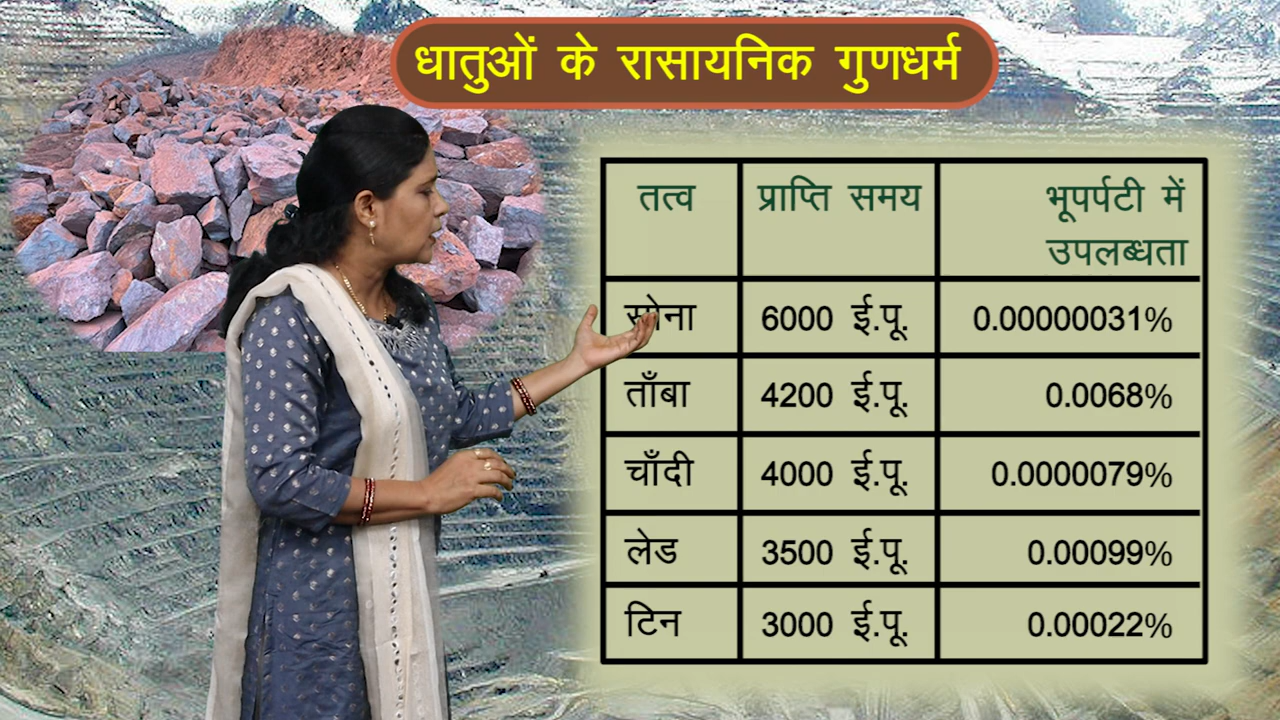 धातुओं के रासायनिक गुणधर्म
तत्व प्राप्ति समय भूपर्पटी में
उपलब्धता
सोना 6000 ई.पू. 0.00000031%
ताँबा 4200 ई.पू. 0.0068%
चाँदी 4000 ई.पू. 0.0000079%
लेड 3500 ई.पू. 0.00099%
टिन 3000 ई.पू. 0.00022%